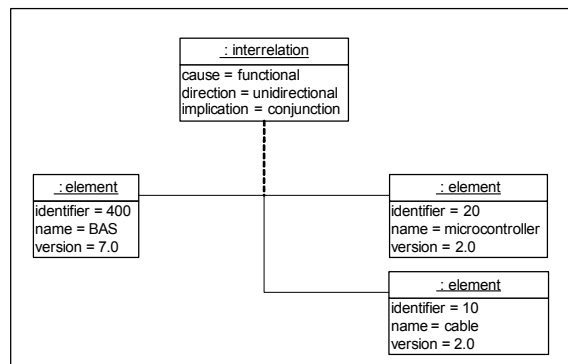 : interrelation
cause = functional
direction = unidirectional
implication = conjunction
: element
identifier = 400
name = BAS
version = 7.0
: element
identifier = 20
name = microcontroller
version = 2.0
: element
identifier = 10
name = cable
version = 2.0